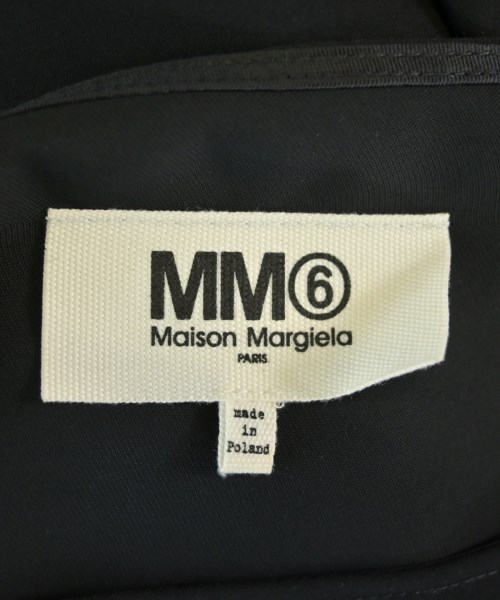 MM⑥
Maison Margiela
PARIS
made
in
Poland